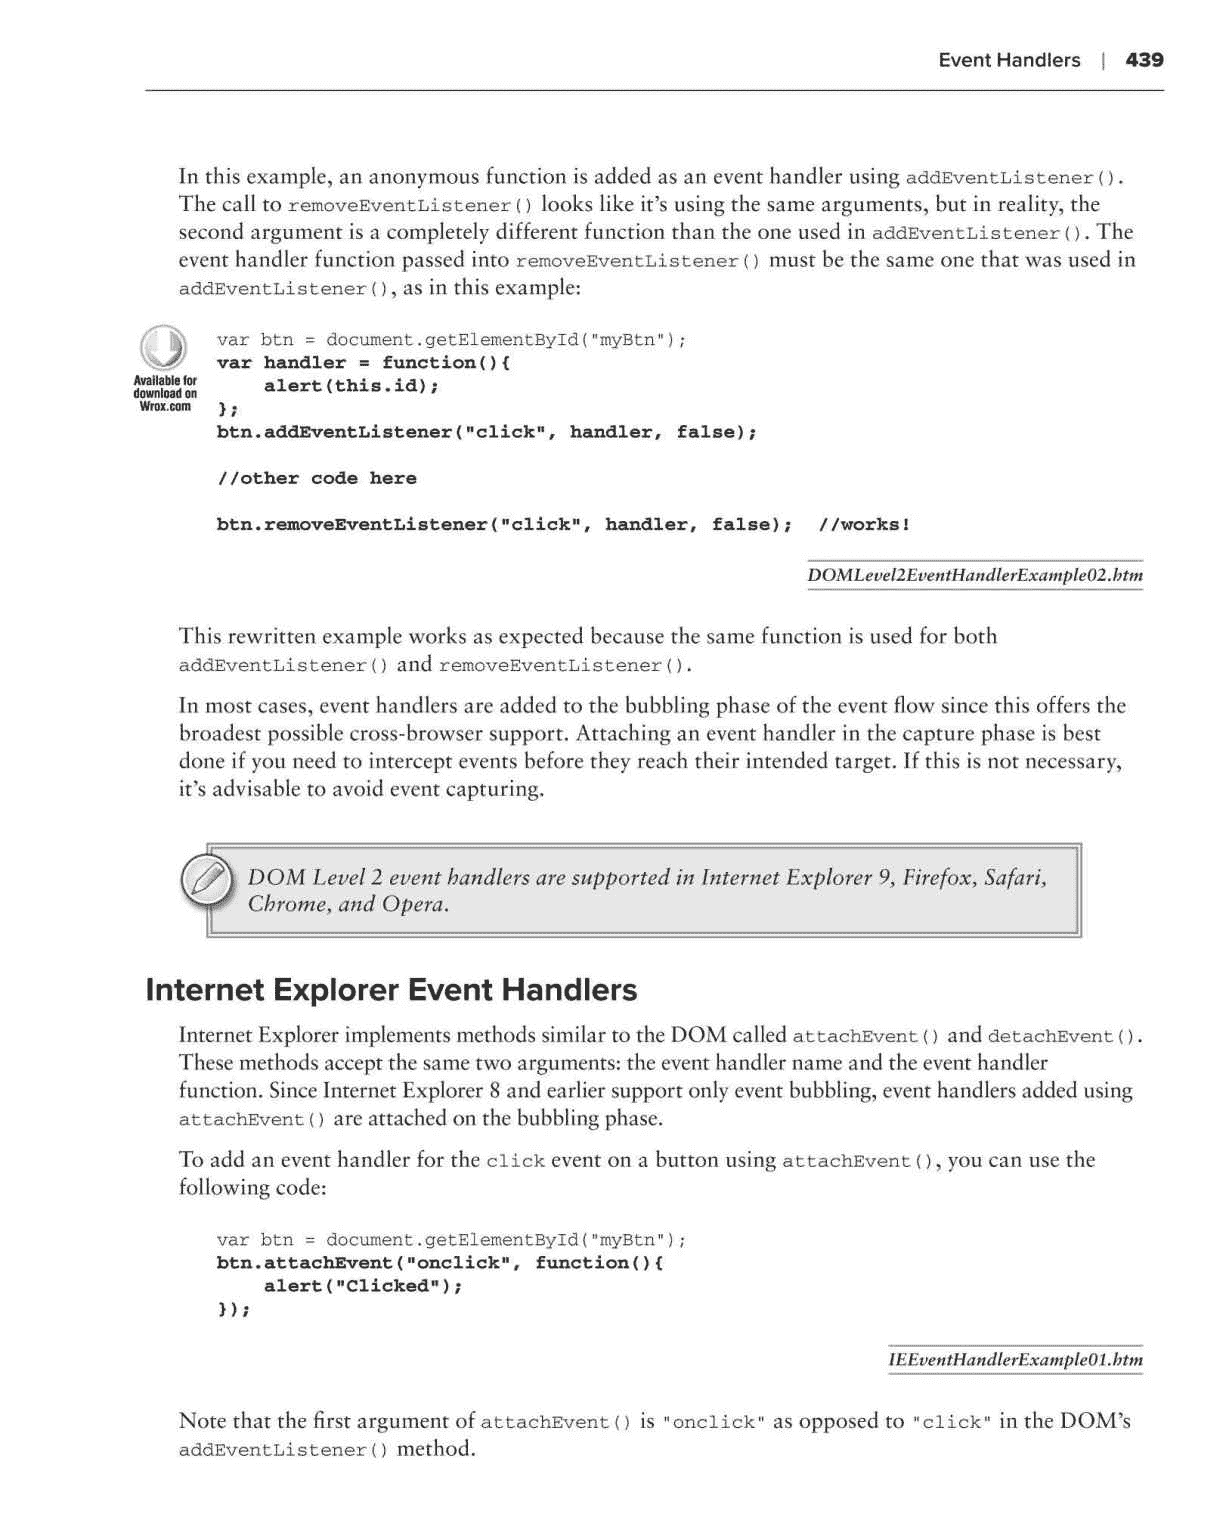 Event Handlers | 439
In this example, an anonymous function is added as an event handler using addEventListener().
The call to removeEventListener() looks like it’s using the same arguments, but in reality, the
second argument is a completely different function than the one used in addEventListener(). The
event handler function passed into removeEventListener() must be the same one that was used in
addEventListener(), as in this example:
Available for
download on
Wrox.com
var btn = document.getElementById("myBtn");
var handler = function(){
    alert(this.id);
};
btn.addEventListener("click", handler, false);
//other code here
btn.removeEventListener("click", handler, false);  //works!
DOMLevel2EventHandlerExample02.htm
This rewritten example works as expected because the same function is used for both
addEventListener() and removeEventListener().
In most cases, event handlers are added to the bubbling phase of the event flow since this offers the
broadest possible cross-browser support. Attaching an event handler in the capture phase is best
done if you need to intercept events before they reach their intended target. If this is not necessary,
it’s advisable to avoid event capturing.
DOM Level 2 event handlers are supported in Internet Explorer 9, Firefox, Safari,
Chrome, and Opera.
Internet Explorer Event Handlers
Internet Explorer implements methods similar to the DOM called attachEvent() and detachEvent().
These methods accept the same two arguments: the event handler name and the event handler
function. Since Internet Explorer 8 and earlier support only event bubbling, event handlers added using
attachEvent() are attached on the bubbling phase.
To add an event handler for the click event on a button using attachEvent(), you can use the
following code:
var btn = document.getElementById("myBtn");
btn.attachEvent("onclick", function(){
    alert("Clicked");
});
IEEventHandlerExample01.htm
Note that the first argument of attachEvent() is "onclick" as opposed to "click" in the DOM’s
addEventListener() method.